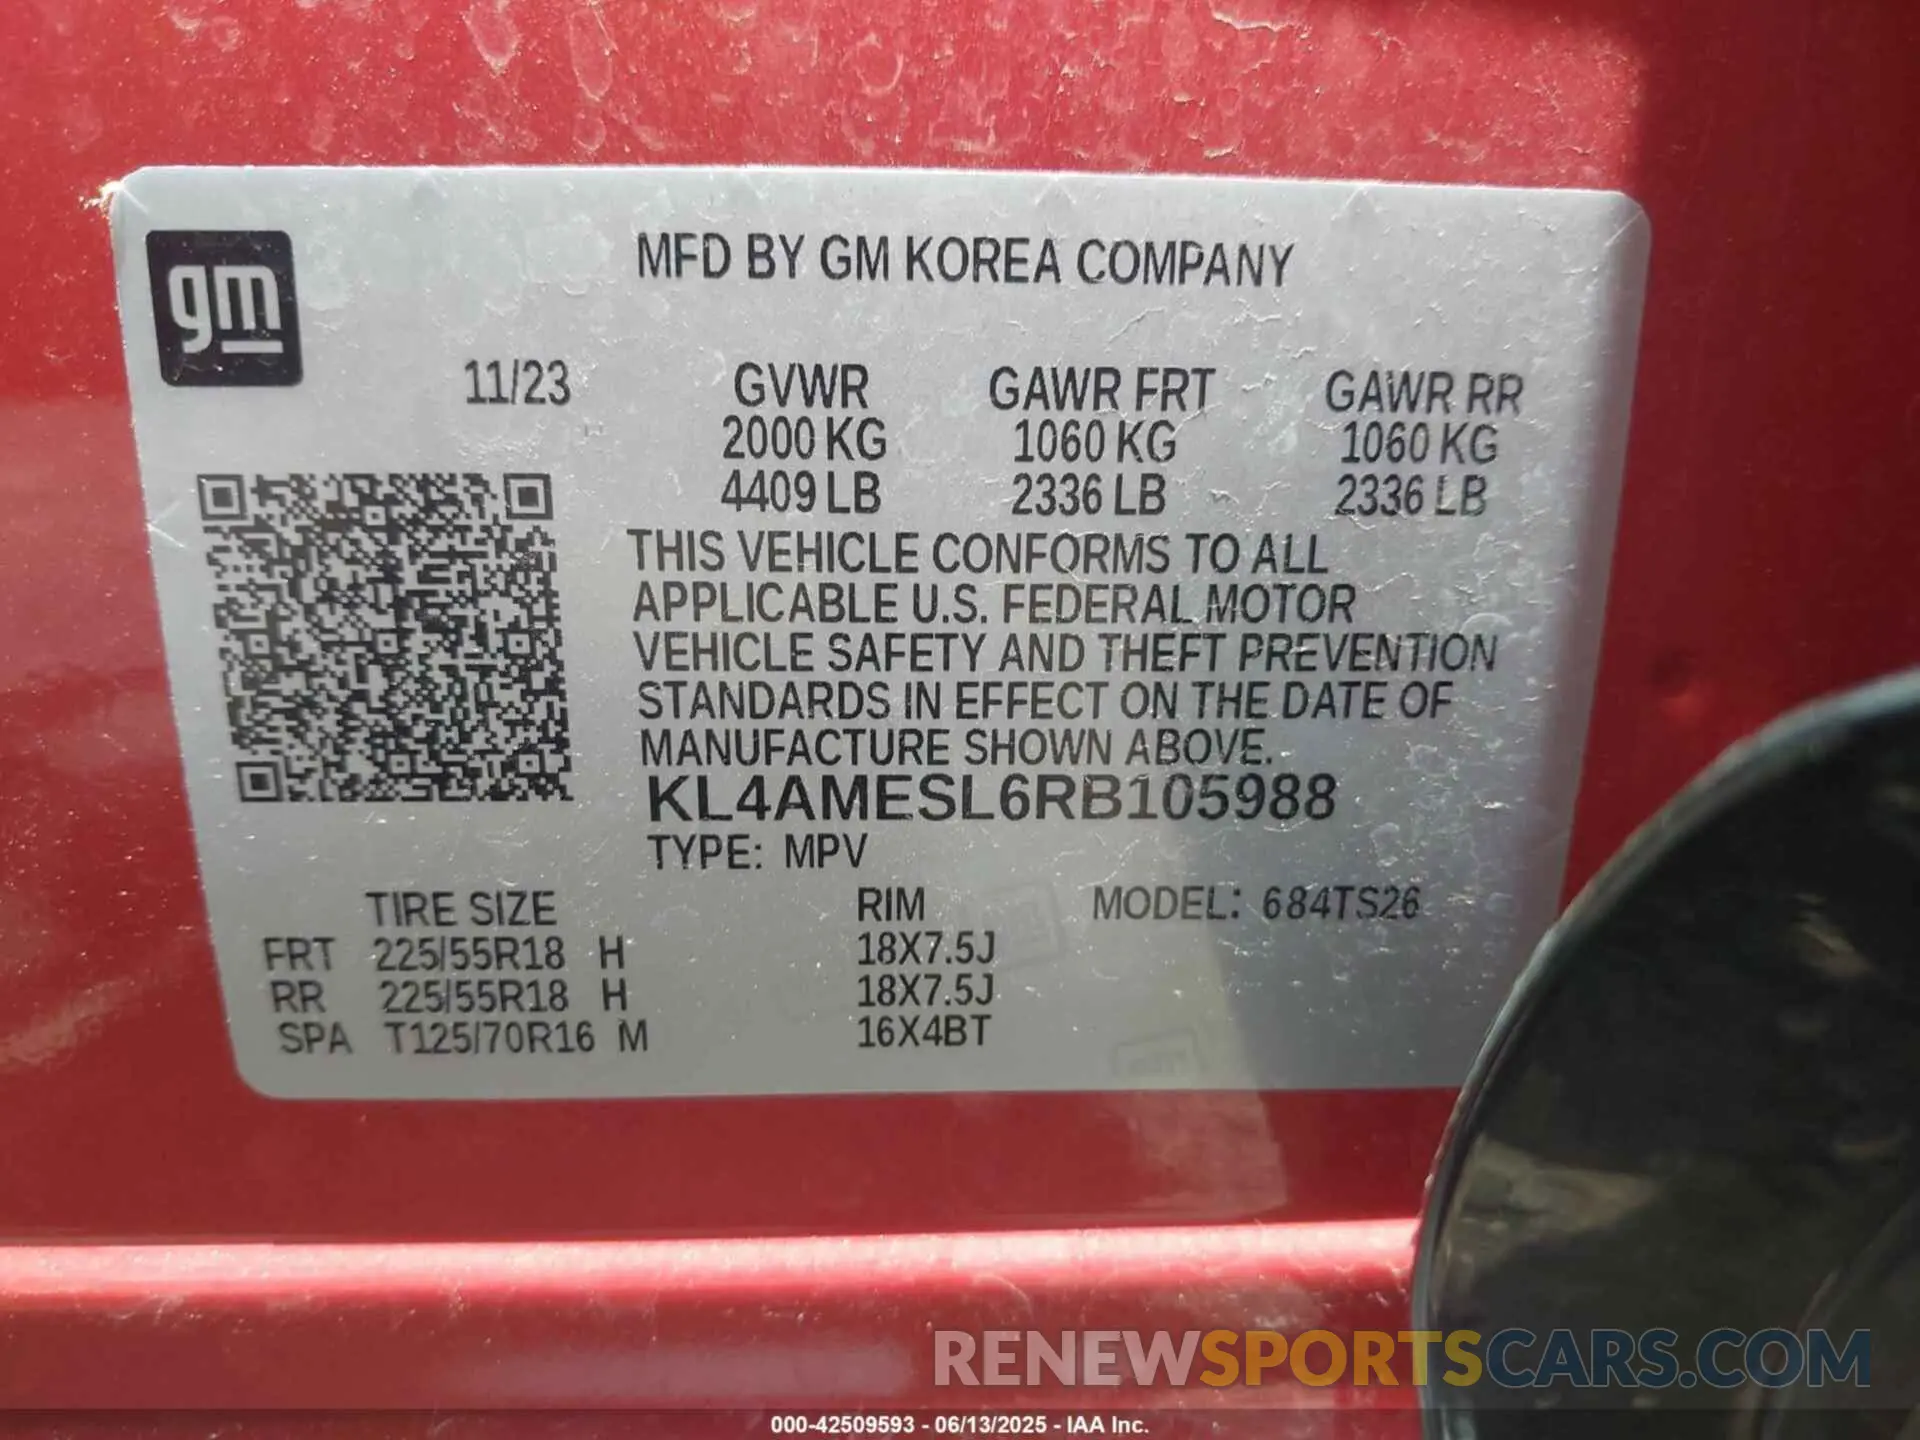 gm
MFD BY GM KOREA COMPANY
11/23 GVWR GAWR FRT GAWR RR
2000 KG 1060 KG 1060 KG
4409 LB 2336 LB 2336 LB
THIS VEHICLE CONFORMS TO ALL
APPLICABLE U.S. FEDERAL MOTOR
VEHICLE SAFETY AND THEFT PREVENTION
STANDARDS IN EFFECT ON THE DATE OF
MANUFACTURE SHOWN ABOVE.
KL4AMESL6RB105988
TYPE: MPV
TIRE SIZE RIM MODEL: 684TS26
FRT 225/55R18 H 18X7.5J
RR 225/55R18 H 18X7.5J
SPA T125/70R16 M 16X4BT
RENEWSPORTSCARS.COM
000-42509593 - 06/13/2025 - IAA Inc.